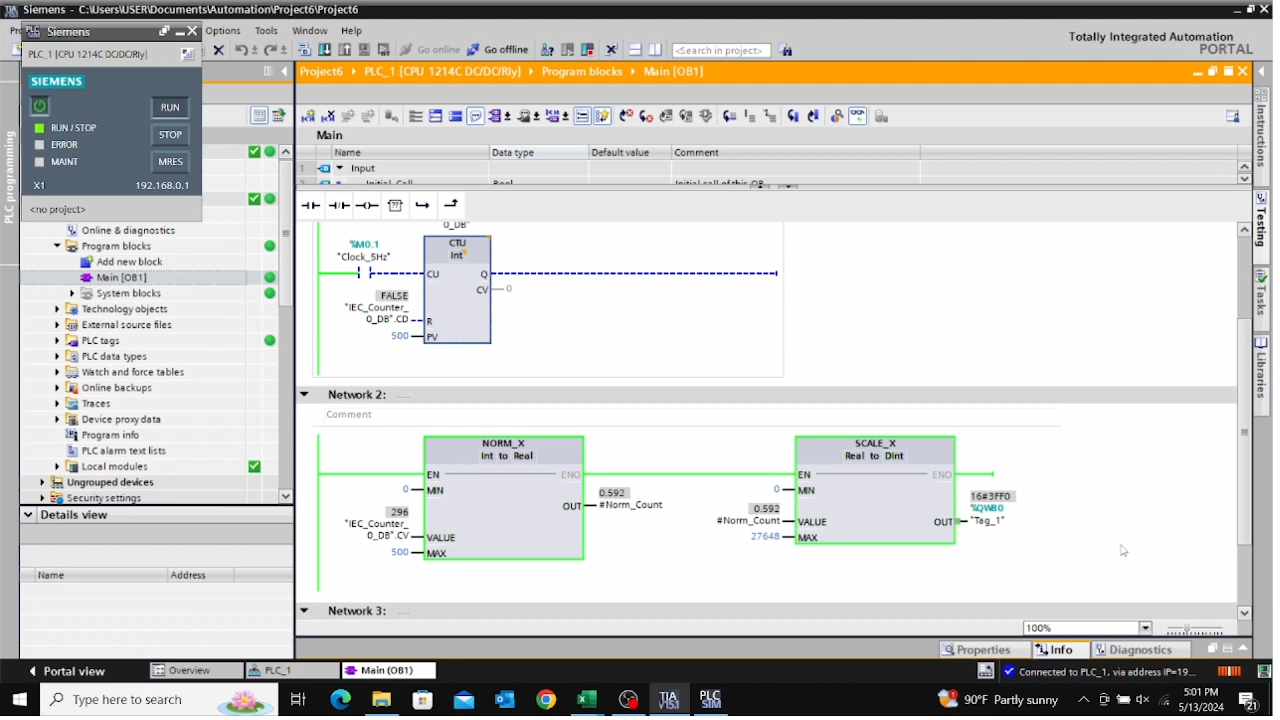 Siemens - C:\Users\USER\Documents\Automation\Project6\Project6
Siemens
Options Tools Window Help
Go online Go offline <Search in project>
Totally Integrated Automation
PORTAL
PLC_1 [CPU 1214C DC/DC/Rly]
Project6 PLC_1 [CPU 1214C DC/DC/Rly] Program blocks Main [OB1]
SIEMENS
RUN
RUN / STOP
STOP
ERROR
MAINT
MRES
X1 192.168.0.1
<no project>
PLC programming
Online & diagnostics
Program blocks
Add new block
Main [OB1]
System blocks
Technology objects
External source files
PLC tags
PLC data types
Watch and force tables
Online backups
Traces
Device proxy data
Program info
PLC alarm text lists
Local modules
Ungrouped devices
Security settings
Details view
Name Address
Main
Name Data type Default value Comment
1 Input
0_DB"
%M0.1
"Clock_5Hz"
CTU
Int
CU Q
CV 0
FALSE
"IEC_Counter_
0_DB".CD R
500 PV
Network 2: .....
Comment
NORM_X
Int to Real
EN ENO
0 MIN
OUT
0.592
#Norm_Count
296
"IEC_Counter_
0_DB".CV VALUE
500 MAX
SCALE_X
Real to Dint
EN ENO
0 MIN
0.592
#Norm_Count VALUE
27648 MAX
OUT
16#3FF0
%QW80
"Tag_1"
Network 3: .....
100%
Properties Info Diagnostics
Instructions
Testing
Tasks
Libraries
Portal view Overview PLC_1 Main (OB1)
Connected to PLC_1, via address IP=19...
Type here to search
TIA
V15.1
PLC
SIM
90°F Partly sunny
5:01 PM
5/13/2024
21